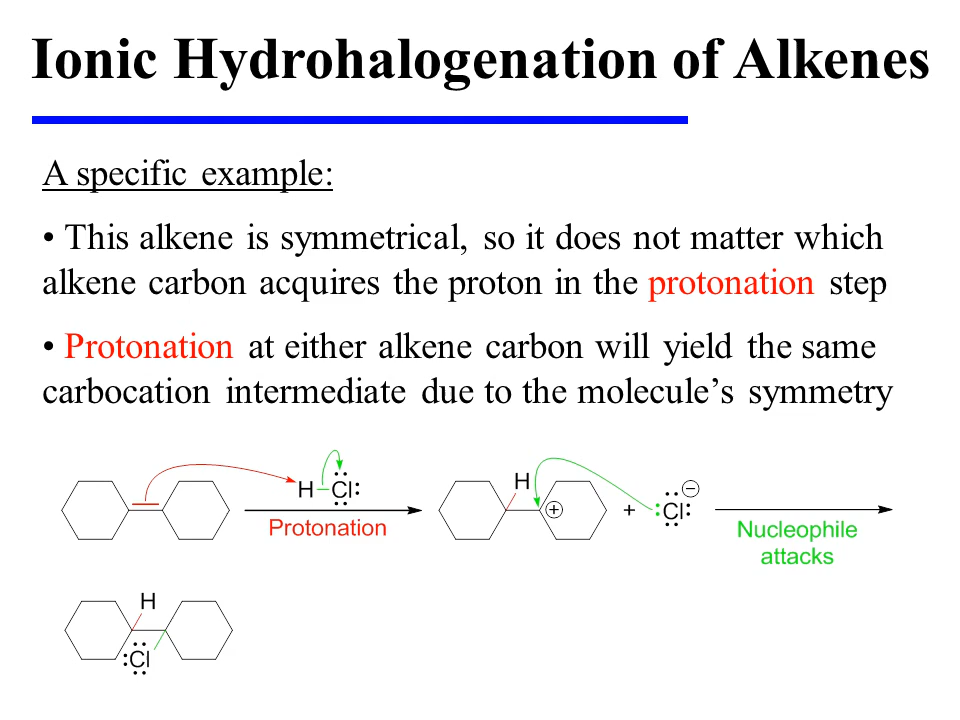 Ionic Hydrohalogenation of Alkenes
A specific example:
• This alkene is symmetrical, so it does not matter which
alkene carbon acquires the proton in the protonation step
• Protonation at either alkene carbon will yield the same
carbocation intermediate due to the molecule's symmetry
H Cl
Protonation
H
+
+
Cl
−
Nucleophile
attacks
H
Cl